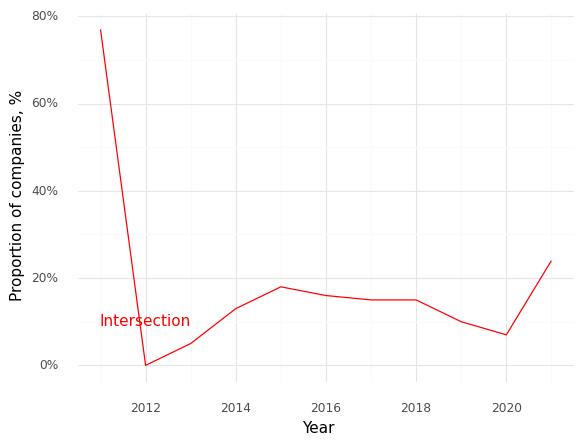 80%
60%
40%
20%
0%
Proportion of companies, %
Intersection
2012 2014 2016 2018 2020
Year